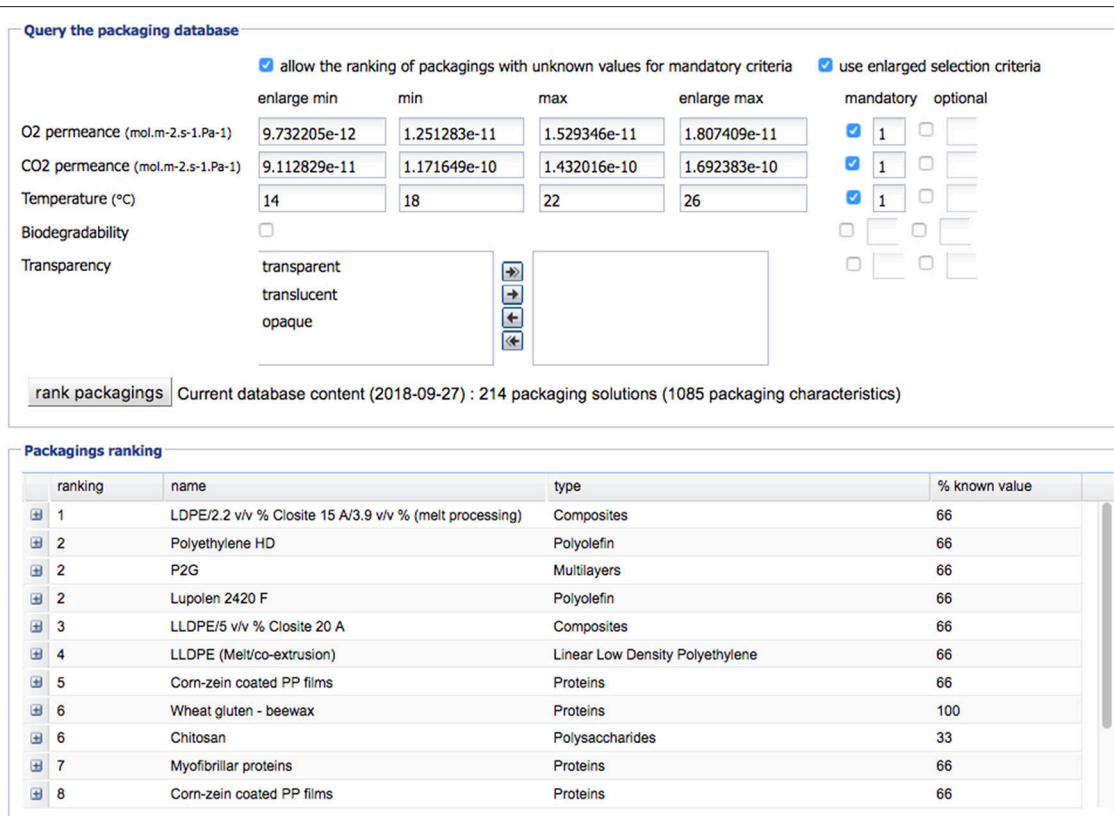 Query the packaging database
allow the ranking of packagings with unknown values for mandatory criteria use enlarged selection criteria
enlarge min min max enlarge max mandatory optional
O2 permeance (mol.m-2.s-1.Pa-1) 9.732205e-12 1.251283e-11 1.529346e-11 1.807409e-11 1
CO2 permeance (mol.m-2.s-1.Pa-1) 9.112829e-11 1.171649e-10 1.432016e-10 1.692383e-10 1
Temperature (°C) 14 18 22 26 1
Biodegradability
Transparency transparent
translucent
opaque
rank packagings Current database content (2018-09-27) : 214 packaging solutions (1085 packaging characteristics)
Packagings ranking
ranking name type % known value
1 LDPE/2.2 v/v % Closite 15 A/3.9 v/v % (melt processing) Composites 66
2 Polyethylene HD Polyolefin 66
2 P2G Multilayers 66
2 Lupolen 2420 F Polyolefin 66
3 LLDPE/5 v/v % Closite 20 A Composites 66
4 LLDPE (Melt/co-extrusion) Linear Low Density Polyethylene 66
5 Corn-zein coated PP films Proteins 66
6 Wheat gluten - beewax Proteins 100
6 Chitosan Polysaccharides 33
7 Myofibrillar proteins Proteins 66
8 Corn-zein coated PP films Proteins 66